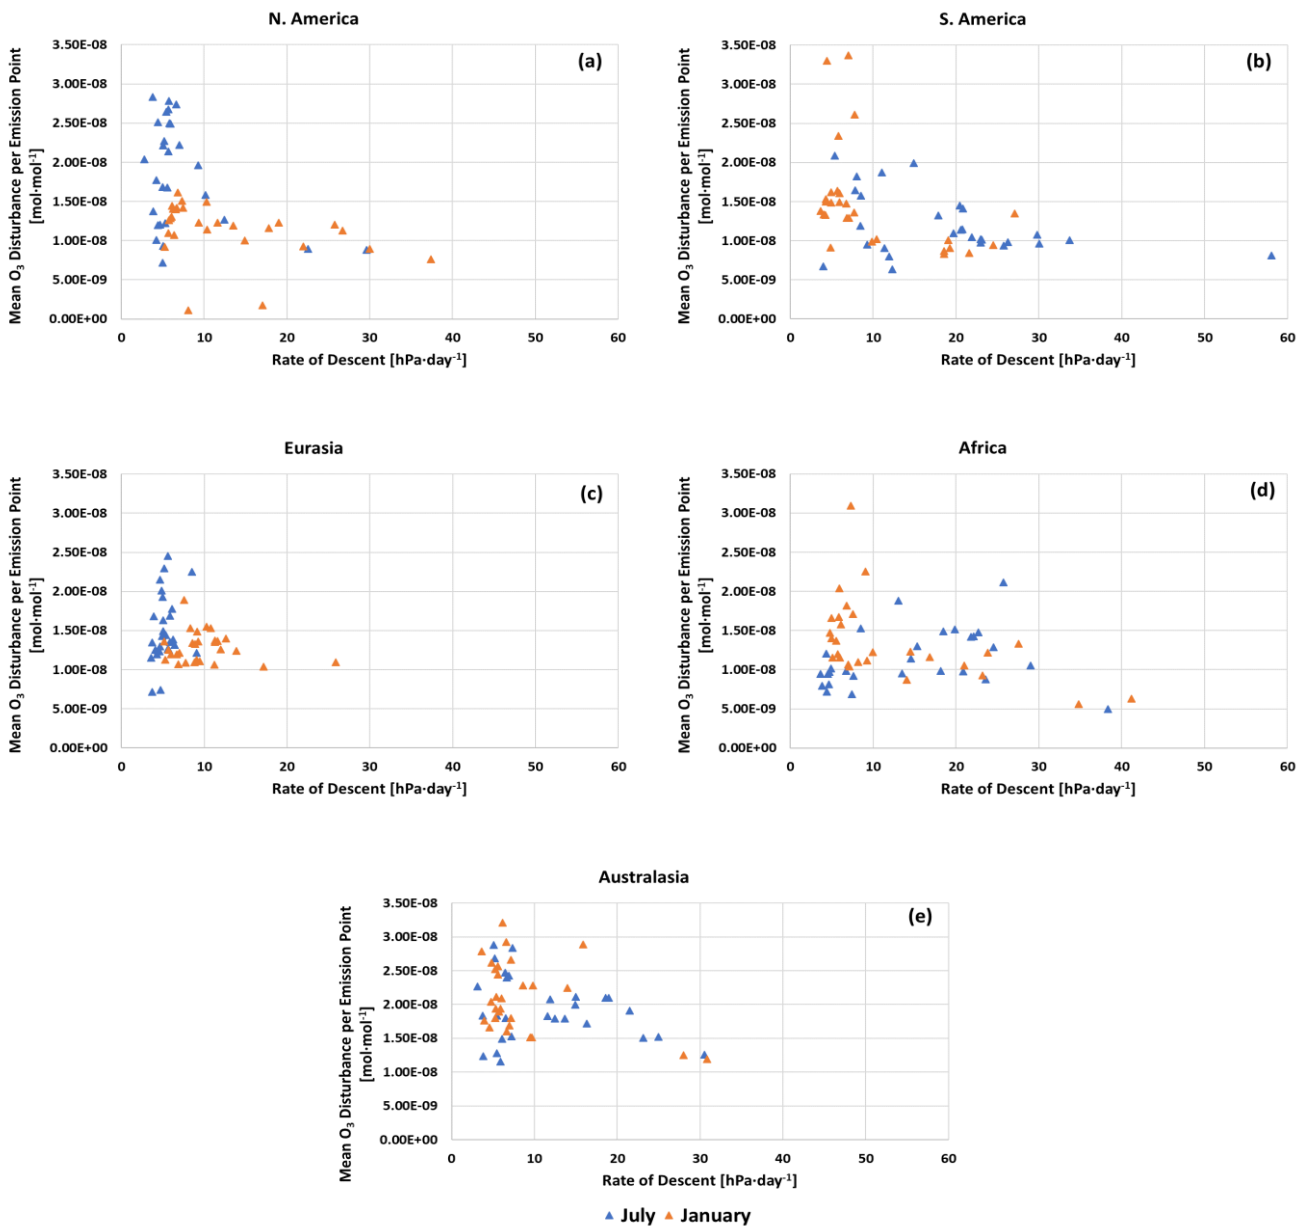 N. America
(a)
Mean O₃ Disturbance per Emission Point
[mol·mol⁻¹]
3.50E-08
3.00E-08
2.50E-08
2.00E-08
1.50E-08
1.00E-08
5.00E-09
0.00E+00
0 10 20 30 40 50 60
Rate of Descent [hPa·day⁻¹]
S. America
(b)
Mean O₃ Disturbance per Emission Point
[mol·mol⁻¹]
3.50E-08
3.00E-08
2.50E-08
2.00E-08
1.50E-08
1.00E-08
5.00E-09
0.00E+00
0 10 20 30 40 50 60
Rate of Descent [hPa·day⁻¹]
Eurasia
(c)
Mean O₃ Disturbance per Emission Point
[mol·mol⁻¹]
3.50E-08
3.00E-08
2.50E-08
2.00E-08
1.50E-08
1.00E-08
5.00E-09
0.00E+00
0 10 20 30 40 50 60
Rate of Descent [hPa·day⁻¹]
Africa
(d)
Mean O₃ Disturbance per Emission Point
[mol·mol⁻¹]
3.50E-08
3.00E-08
2.50E-08
2.00E-08
1.50E-08
1.00E-08
5.00E-09
0.00E+00
0 10 20 30 40 50 60
Rate of Descent [hPa·day⁻¹]
Australasia
(e)
Mean O₃ Disturbance per Emission Point
[mol·mol⁻¹]
3.50E-08
3.00E-08
2.50E-08
2.00E-08
1.50E-08
1.00E-08
5.00E-09
0.00E+00
0 10 20 30 40 50 60
Rate of Descent [hPa·day⁻¹]
July January